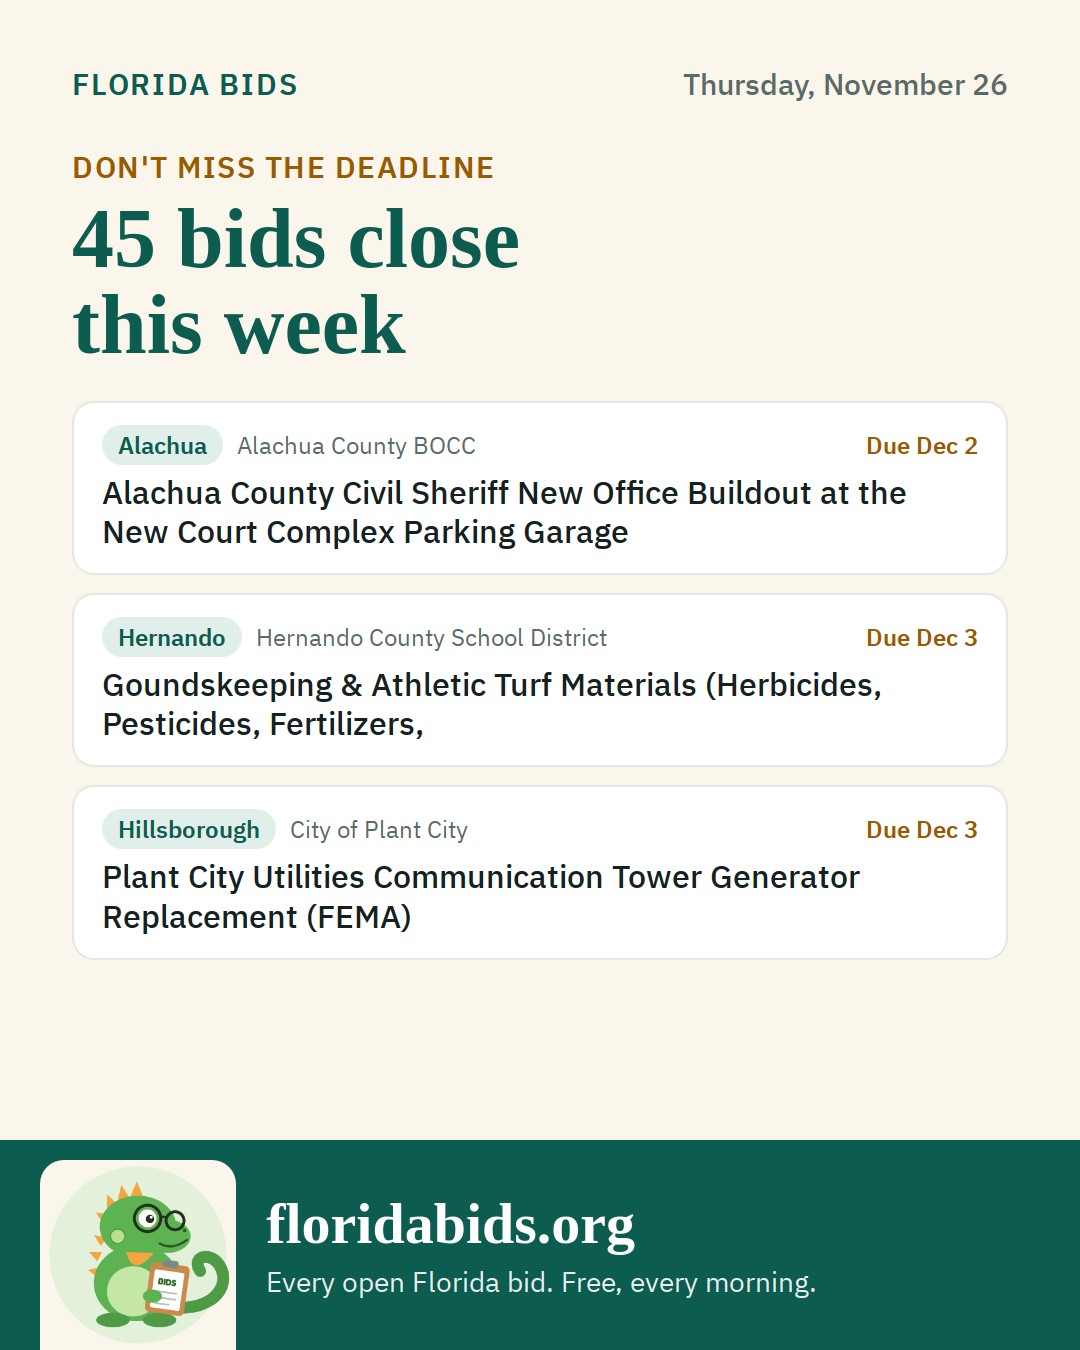 FLORIDA BIDS
Thursday, November 26
DON'T MISS THE DEADLINE
45 bids close
this week
Alachua Alachua County BOCC Due Dec 2
Alachua County Civil Sheriff New Office Buildout at the
New Court Complex Parking Garage
Hernando Hernando County School District Due Dec 3
Goundskeeping & Athletic Turf Materials (Herbicides,
Pesticides, Fertilizers,
Hillsborough City of Plant City Due Dec 3
Plant City Utilities Communication Tower Generator
Replacement (FEMA)
BIDS
floridabids.org
Every open Florida bid. Free, every morning.